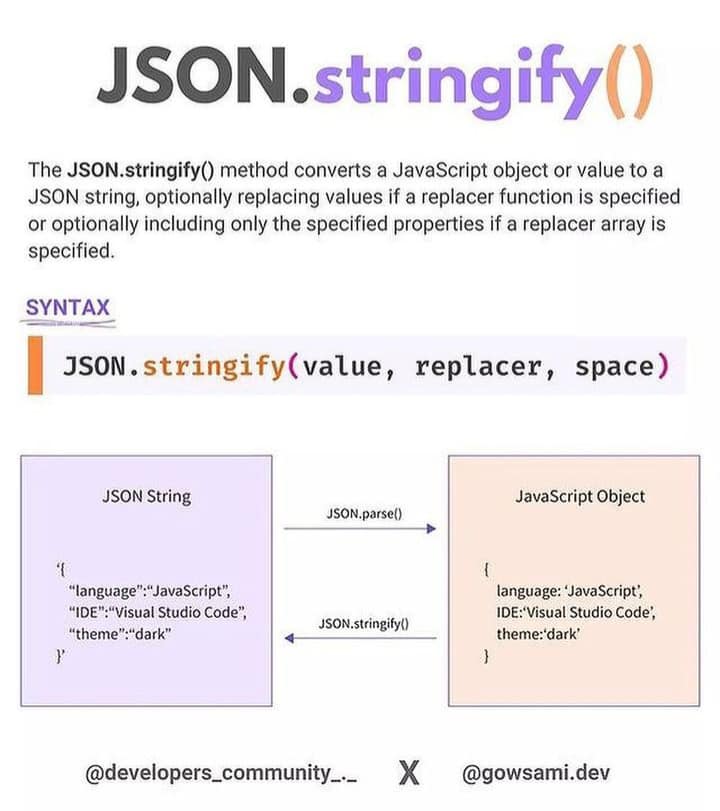 JSON.stringify()
The JSON.stringify() method converts a JavaScript object or value to a
JSON string, optionally replacing values if a replacer function is specified
or optionally including only the specified properties if a replacer array is
specified.
SYNTAX
JSON.stringify(value, replacer, space)
JSON String
‘{
“language”:“JavaScript”,
“IDE”:“Visual Studio Code”,
“theme”:“dark”
}’
JSON.parse()
JSON.stringify()
JavaScript Object
{
language: ‘JavaScript’,
IDE:‘Visual Studio Code’,
theme:‘dark’
}
@developers_community_._ X @gowsami.dev